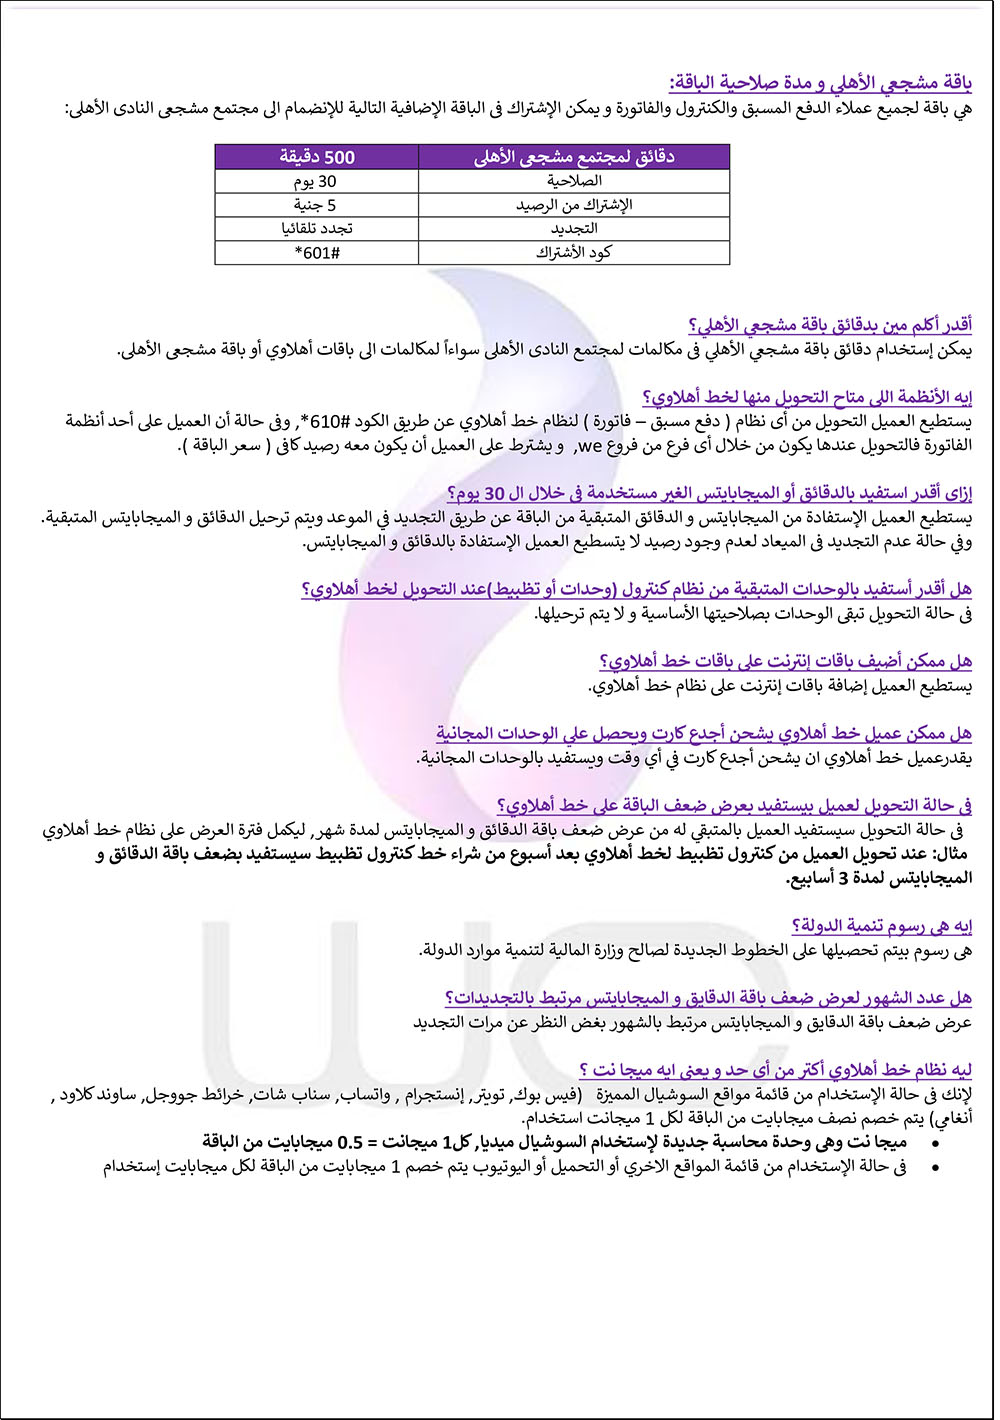 باقة مشجعي الأهلي و مدة صلاحية الباقة:
هي باقة لجميع عملاء الدفع المسبق والكنترول والفاتورة و يمكن الإشتراك فى الباقة الإضافية التالية للإنضمام الى مجتمع مشجعى النادى الأهلى:
دقائق لمجتمع مشجعى الأهلى 500 دقيقة
الصلاحية 30 يوم
الإشتراك من الرصيد 5 جنية
التجديد تجدد تلقائيا
كود الأشتراك *601#
أقدر أكلم مين بدقائق باقة مشجعي الأهلي؟
يمكن إستخدام دقائق باقة مشجعي الأهلي فى مكالمات لمجتمع النادى الأهلى سواءاً لمكالمات الى باقات أهلاوي أو باقة مشجعى الأهلى.
إيه الأنظمة اللى متاح التحويل منها لخط أهلاوي؟
يستطيع العميل التحويل من أى نظام ( دفع مسبق – فاتورة ) لنظام خط أهلاوي عن طريق الكود #610*, وفى حالة أن العميل على أحد أنظمة
الفاتورة فالتحويل عندها يكون من خلال أى فرع من فروع we, و يشترط على العميل أن يكون معه رصيد كافى ( سعر الباقة ).
إزاى أقدر استفيد بالدقائق أو الميجابايتس الغير مستخدمة فى خلال ال 30 يوم؟
يستطيع العميل الإستفادة من الميجابايتس و الدقائق المتبقية من الباقة عن طريق التجديد في الموعد ويتم ترحيل الدقائق و الميجابايتس المتبقية.
وفي حالة عدم التجديد فى الميعاد لعدم وجود رصيد لا يتسطيع العميل الإستفادة بالدقائق و الميجابايتس.
هل أقدر أستفيد بالوحدات المتبقية من نظام كنترول (وحدات أو تظبيط)عند التحويل لخط أهلاوي؟
فى حالة التحويل تبقى الوحدات بصلاحيتها الأساسية و لا يتم ترحيلها.
هل ممكن أضيف باقات إنترنت على باقات خط أهلاوي؟
يستطيع العميل إضافة باقات إنترنت على نظام خط أهلاوي.
هل ممكن عميل خط أهلاوي يشحن أجدع كارت ويحصل علي الوحدات المجانية
يقدرعميل خط أهلاوي ان يشحن أجدع كارت في أي وقت ويستفيد بالوحدات المجانية.
فى حالة التحويل لعميل بيستفيد بعرض ضعف الباقة على خط أهلاوي؟
فى حالة التحويل سيستفيد العميل بالمتبقي له من عرض ضعف باقة الدقائق و الميجابايتس لمدة شهر, ليكمل فترة العرض على نظام خط أهلاوي
مثال: عند تحويل العميل من كنترول تظبيط لخط أهلاوي بعد أسبوع من شراء خط كنترول تظبيط سيستفيد بضعف باقة الدقائق و
الميجابايتس لمدة 3 أسابيع.
إيه هى رسوم تنمية الدولة؟
هى رسوم بيتم تحصيلها على الخطوط الجديدة لصالح وزارة المالية لتنمية موارد الدولة.
هل عدد الشهور لعرض ضعف باقة الدقايق و الميجابايتس مرتبط بالتجديدات؟
عرض ضعف باقة الدقايق و الميجابايتس مرتبط بالشهور بغض النظر عن مرات التجديد
ليه نظام خط أهلاوي أكتر من أى حد و يعنى ايه ميجا نت ؟
لإنك فى حالة الإستخدام من قائمة مواقع السوشيال المميزة (فيس بوك, تويتر, إنستجرام , واتساب, سناب شات, خرائط جووجل, ساوند كلاود ,
أنغامي) يتم خصم نصف ميجابايت من الباقة لكل 1 ميجانت استخدام.
• ميجا نت وهى وحدة محاسبة جديدة لإستخدام السوشيال ميديا, كل1 ميجانت = 0.5 ميجابايت من الباقة
• فى حالة الإستخدام من قائمة المواقع الاخري أو التحميل أو اليوتيوب يتم خصم 1 ميجابايت من الباقة لكل ميجابايت إستخدام
we